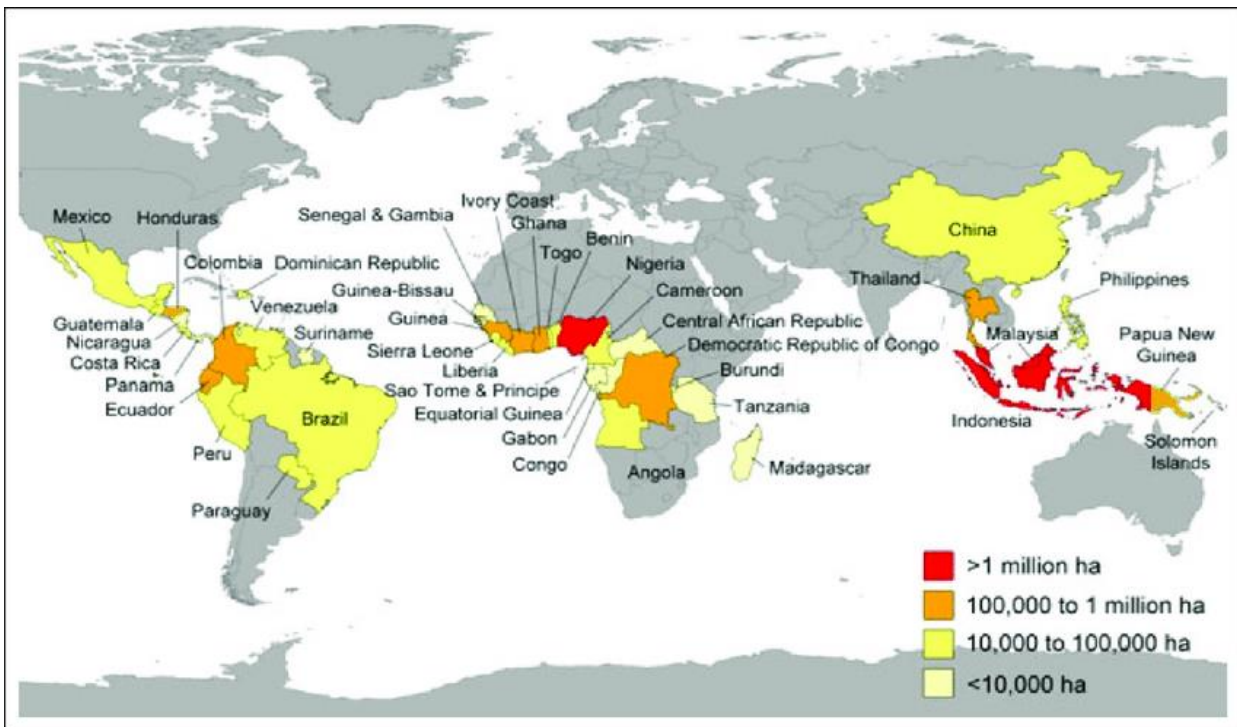 Mexico
Honduras
Colombia
Dominican Republic
Venezuela
Suriname
Guatemala
Nicaragua
Costa Rica
Panama
Ecuador
Brazil
Peru
Paraguay
Senegal & Gambia
Ivory Coast
Ghana
Togo
Benin
Nigeria
Cameroon
Guinea-Bissau
Guinea
Sierra Leone
Liberia
Sao Tome & Principe
Equatorial Guinea
Gabon
Congo
Central African Republic
Democratic Republic of Congo
Burundi
Tanzania
Angola
Madagascar
China
Thailand
Philippines
Malaysia
Papua New
Guinea
Indonesia
Solomon
Islands
>1 million ha
100,000 to 1 million ha
10,000 to 100,000 ha
<10,000 ha